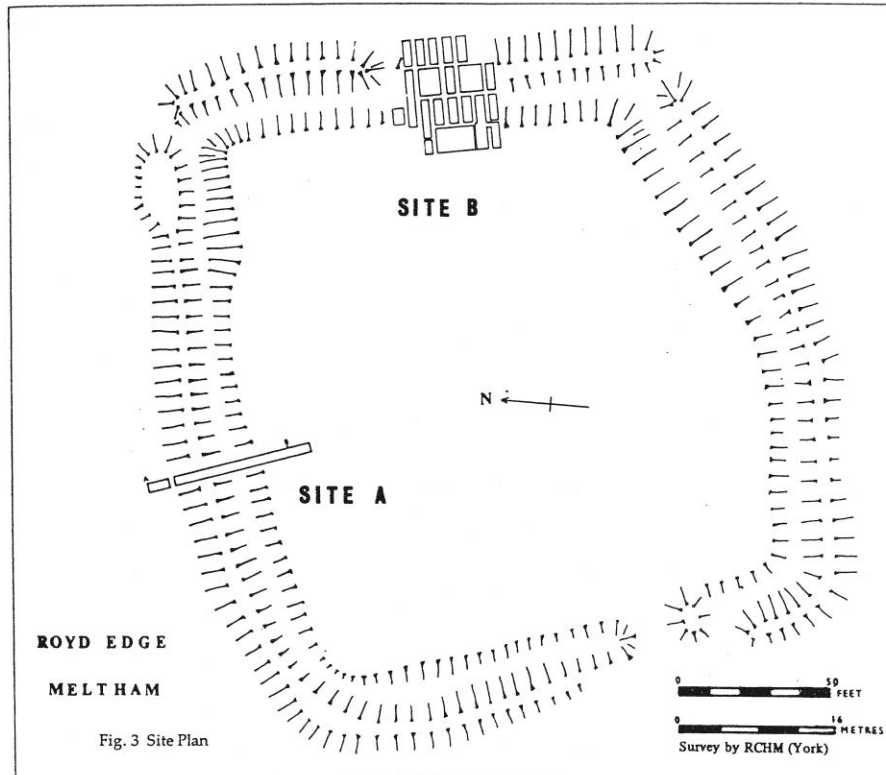 SITE B
N
SITE A
ROYD EDGE
MELTHAM
Fig. 3 Site Plan
0 50
FEET
0 16
METRES
Survey by RCHM (York)